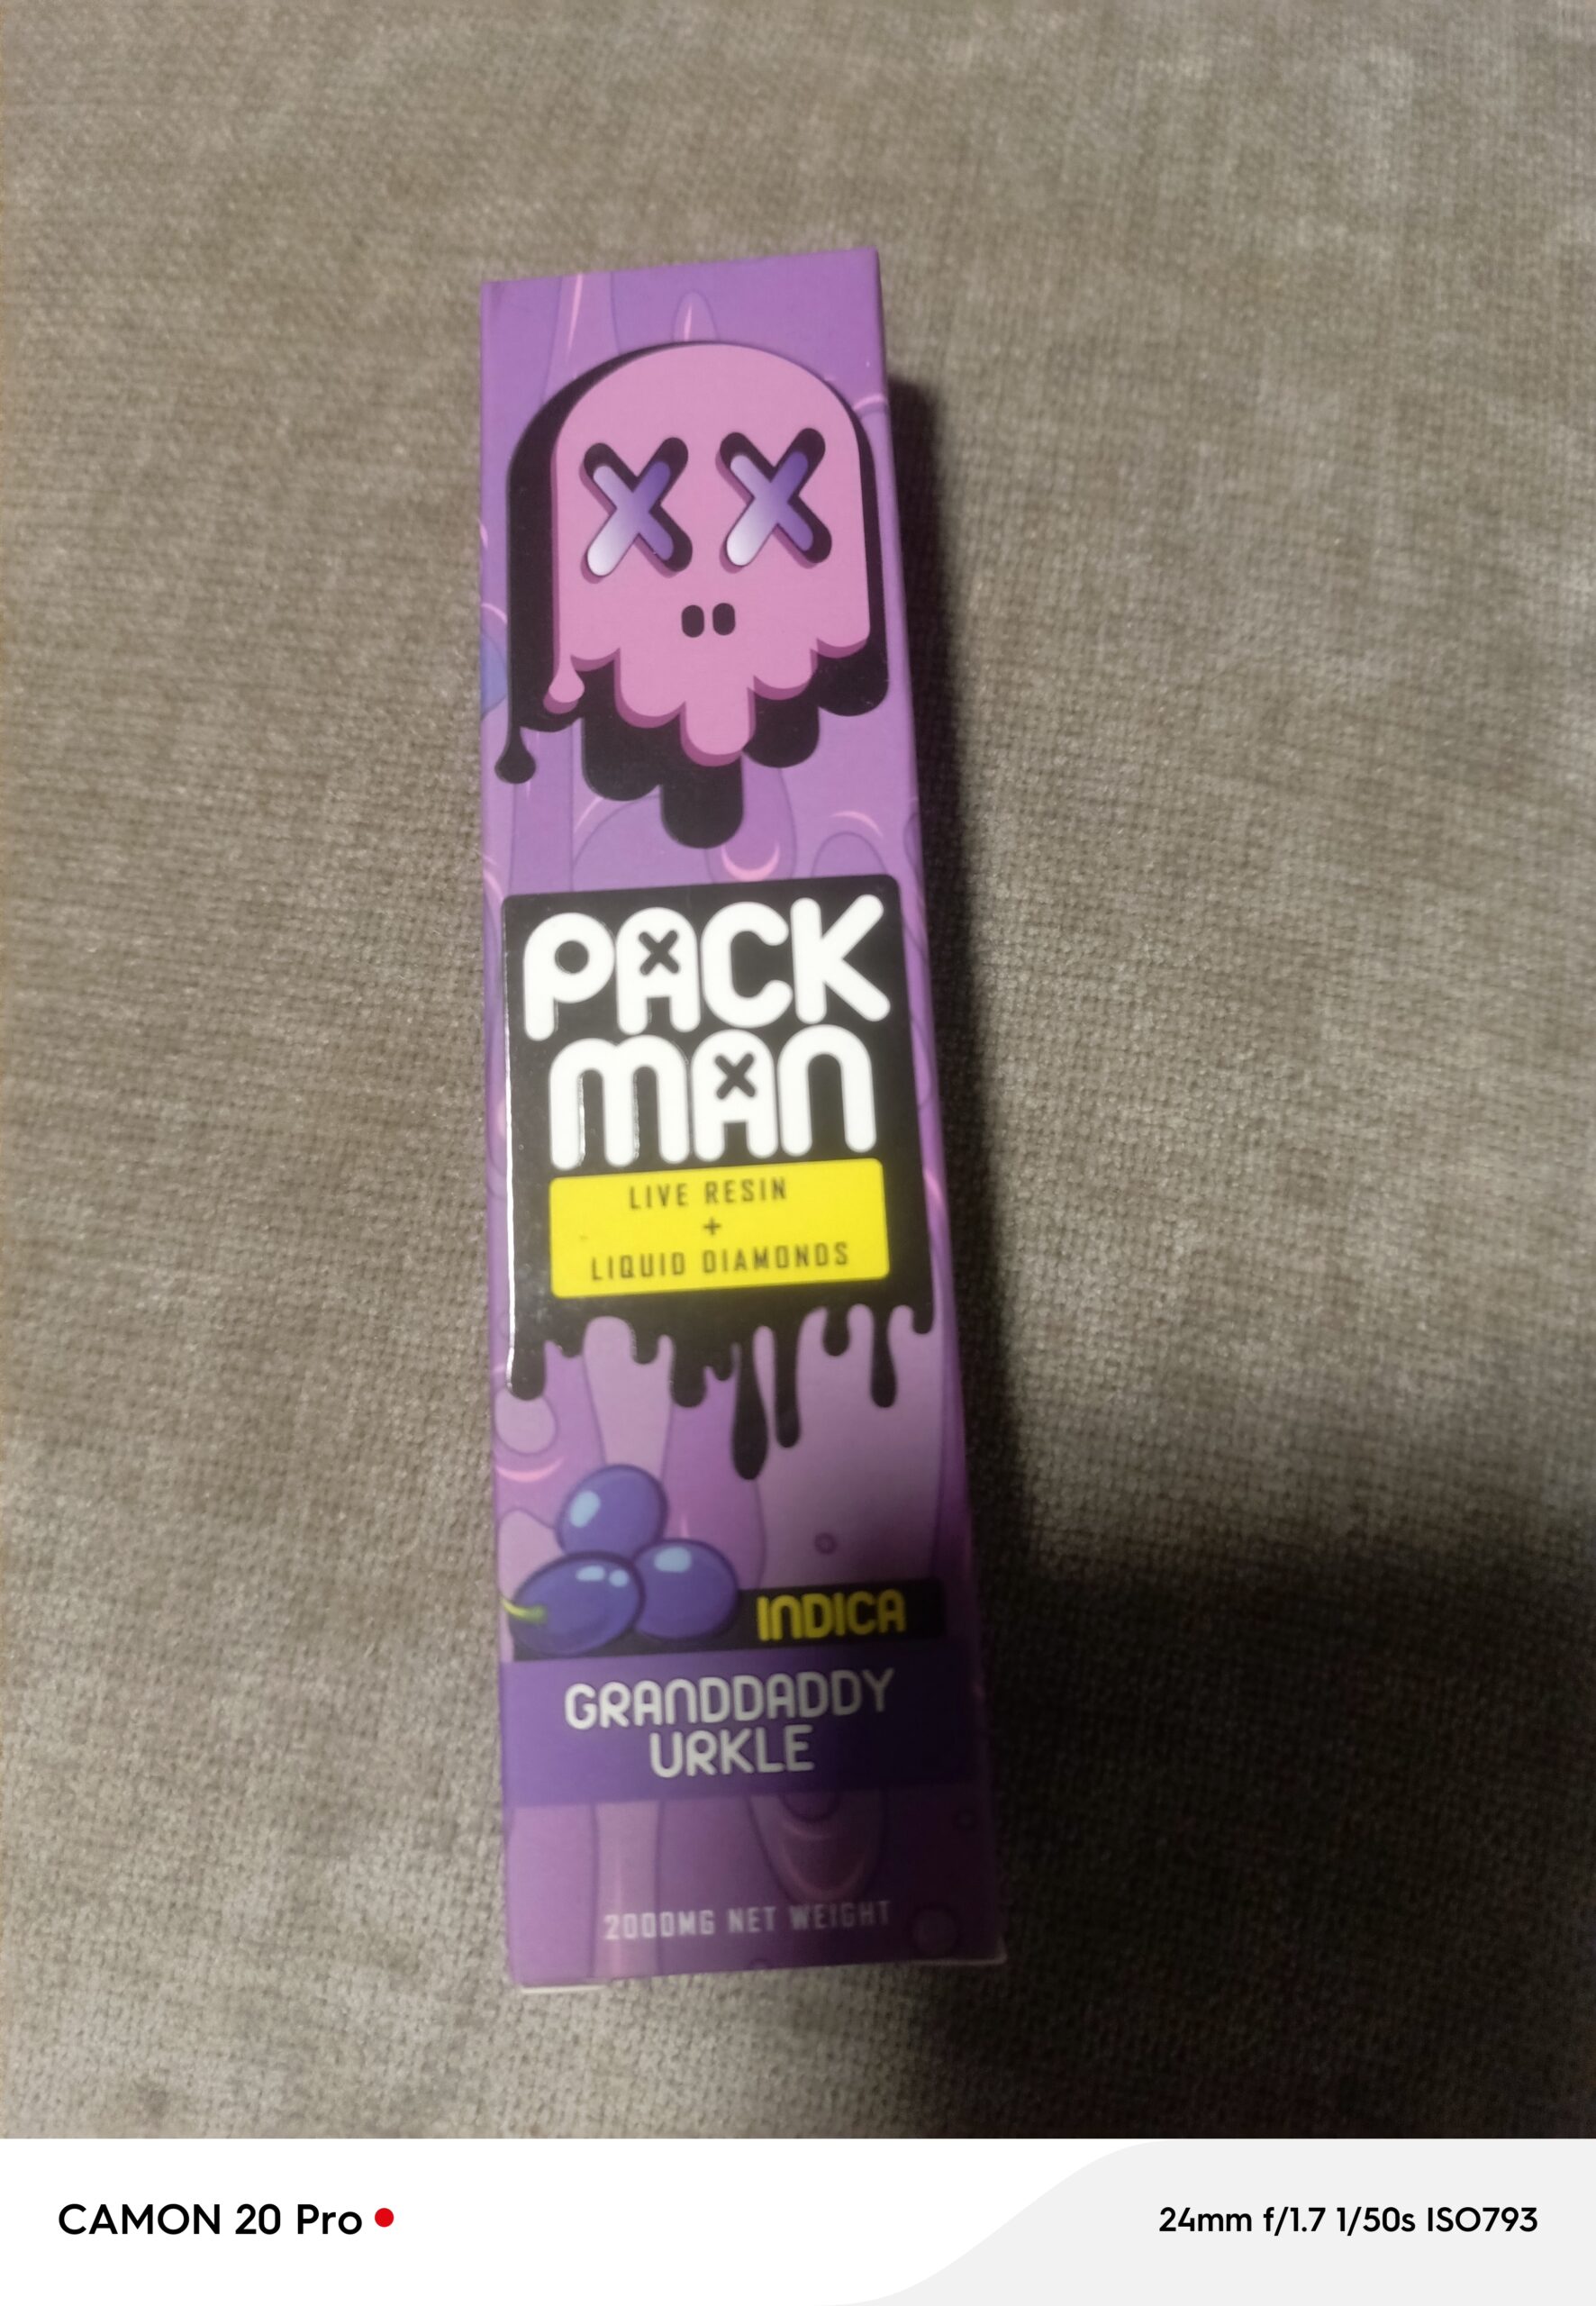 PACK
MAN
LIVE RESIN
+
LIQUID DIAMONDS
INDICA
GRANDDADDY
URKLE
2000MG NET WEIGHT
CAMON 20 Pro
24mm f/1.7 1/50s ISO793